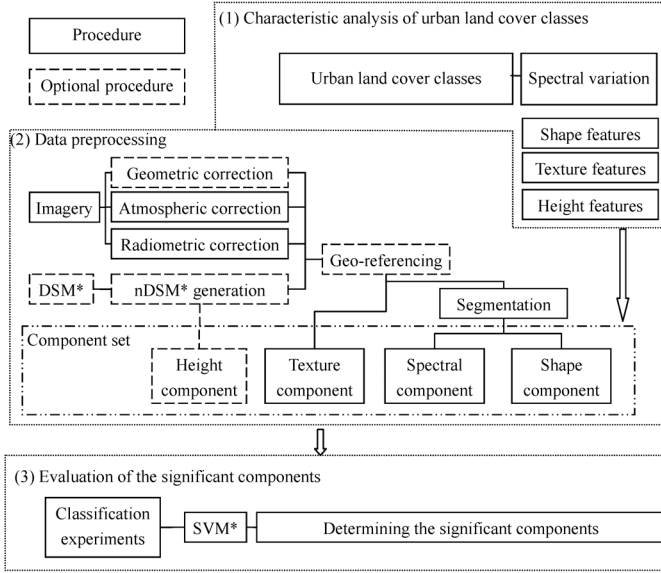 Procedure
Optional procedure
(1) Characteristic analysis of urban land cover classes
Urban land cover classes
Spectral variation
Shape features
Texture features
Height features
(2) Data preprocessing
Imagery
Geometric correction
Atmospheric correction
Radiometric correction
DSM*
nDSM* generation
Geo-referencing
Segmentation
Component set
Height
component
Texture
component
Spectral
component
Shape
component
(3) Evaluation of the significant components
Classification
experiments
SVM*
Determining the significant components